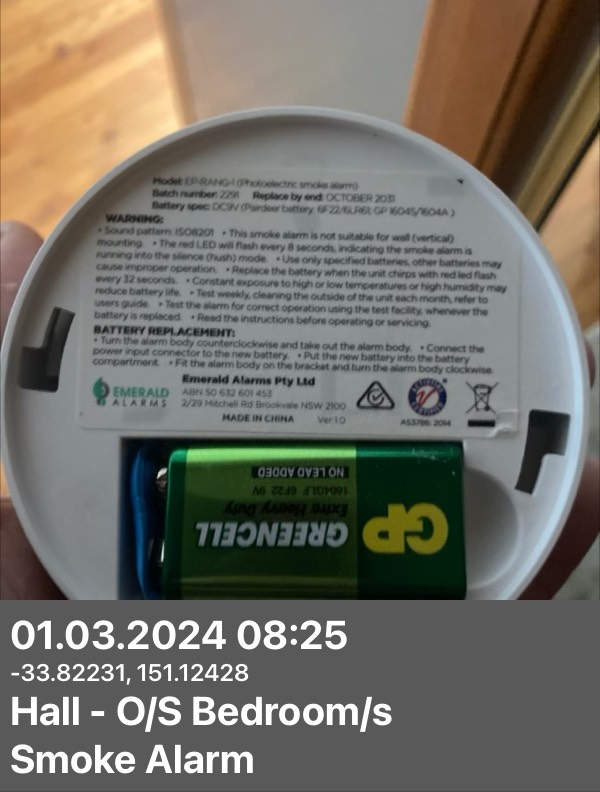 Model: EP-RANG-1 (Photoelectric smoke alarm)
Batch number: 2291 Replace by end: OCTOBER 2031
Battery spec: DC9V (Pairdeer battery, 6F22/6LR61; GP 1604S/1604A )
WARNING:
• Sound pattern: ISO8201 • This smoke alarm is not suitable for wall (vertical)
mounting. • The red LED will flash every 8 seconds, indicating the smoke alarm is
running into the silence (hush) mode. • Use only specified batteries, other batteries may
cause improper operation. • Replace the battery when the unit chirps with red led flash
every 32 seconds. • Constant exposure to high or low temperatures or high humidity may
reduce battery life. • Test weekly, cleaning the outside of the unit each month, refer to
users guide. • Test the alarm for correct operation using the test facility, whenever the
battery is replaced. • Read the instructions before operating or servicing.
BATTERY REPLACEMENT:
• Turn the alarm body counterclockwise and take out the alarm body. • Connect the
power input connector to the new battery. • Put the new battery into the battery
compartment. • Fit the alarm body on the bracket and turn the alarm body clockwise.
EMERALD
ALARMS
Emerald Alarms Pty Ltd
ABN 50 632 601 453
2/29 Mitchell Rd Brookvale NSW 2100
MADE IN CHINA Ver:1.0
AS3786: 2014
NO LEAD ADDED
1604GLF 6F22 9V
Extra Heavy Duty
GREENCELL
GP
01.03.2024 08:25
-33.82231, 151.12428
Hall - O/S Bedroom/s
Smoke Alarm